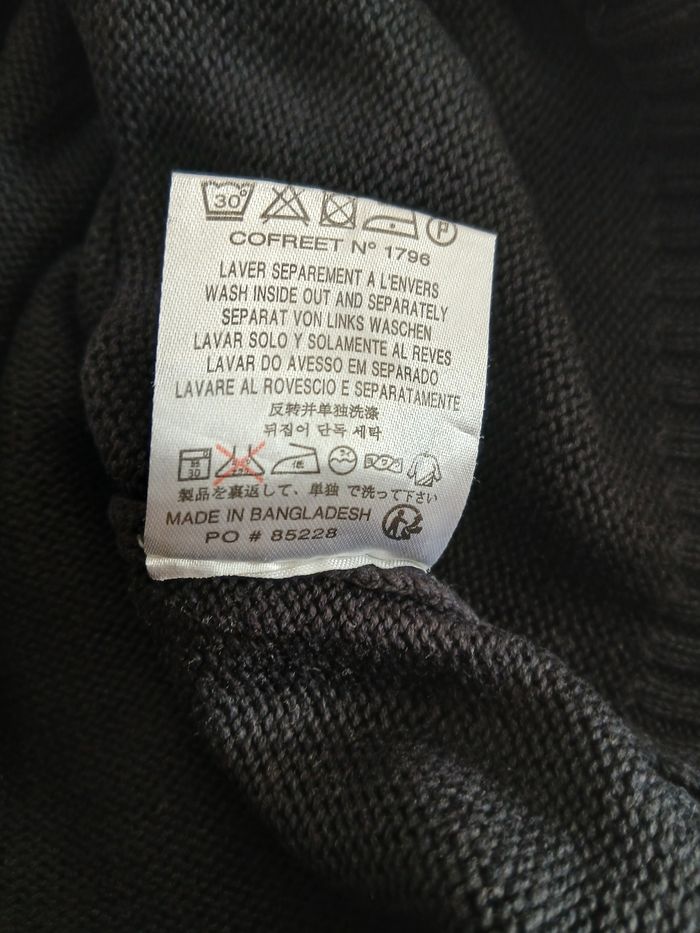 30° P
COFREET N° 1796
LAVER SEPAREMENT A L'ENVERS
WASH INSIDE OUT AND SEPARATELY
SEPARAT VON LINKS WASCHEN
LAVAR SOLO Y SOLAMENTE AL REVES
LAVAR DO AVESSO EM SEPARADO
LAVARE AL ROVESCIO E SEPARATAMENTE
反转并单独洗涤
뒤집어 단독 세탁
30 低
製品を裏返して、単独 で洗って下さい
MADE IN BANGLADESH
PO # 85228